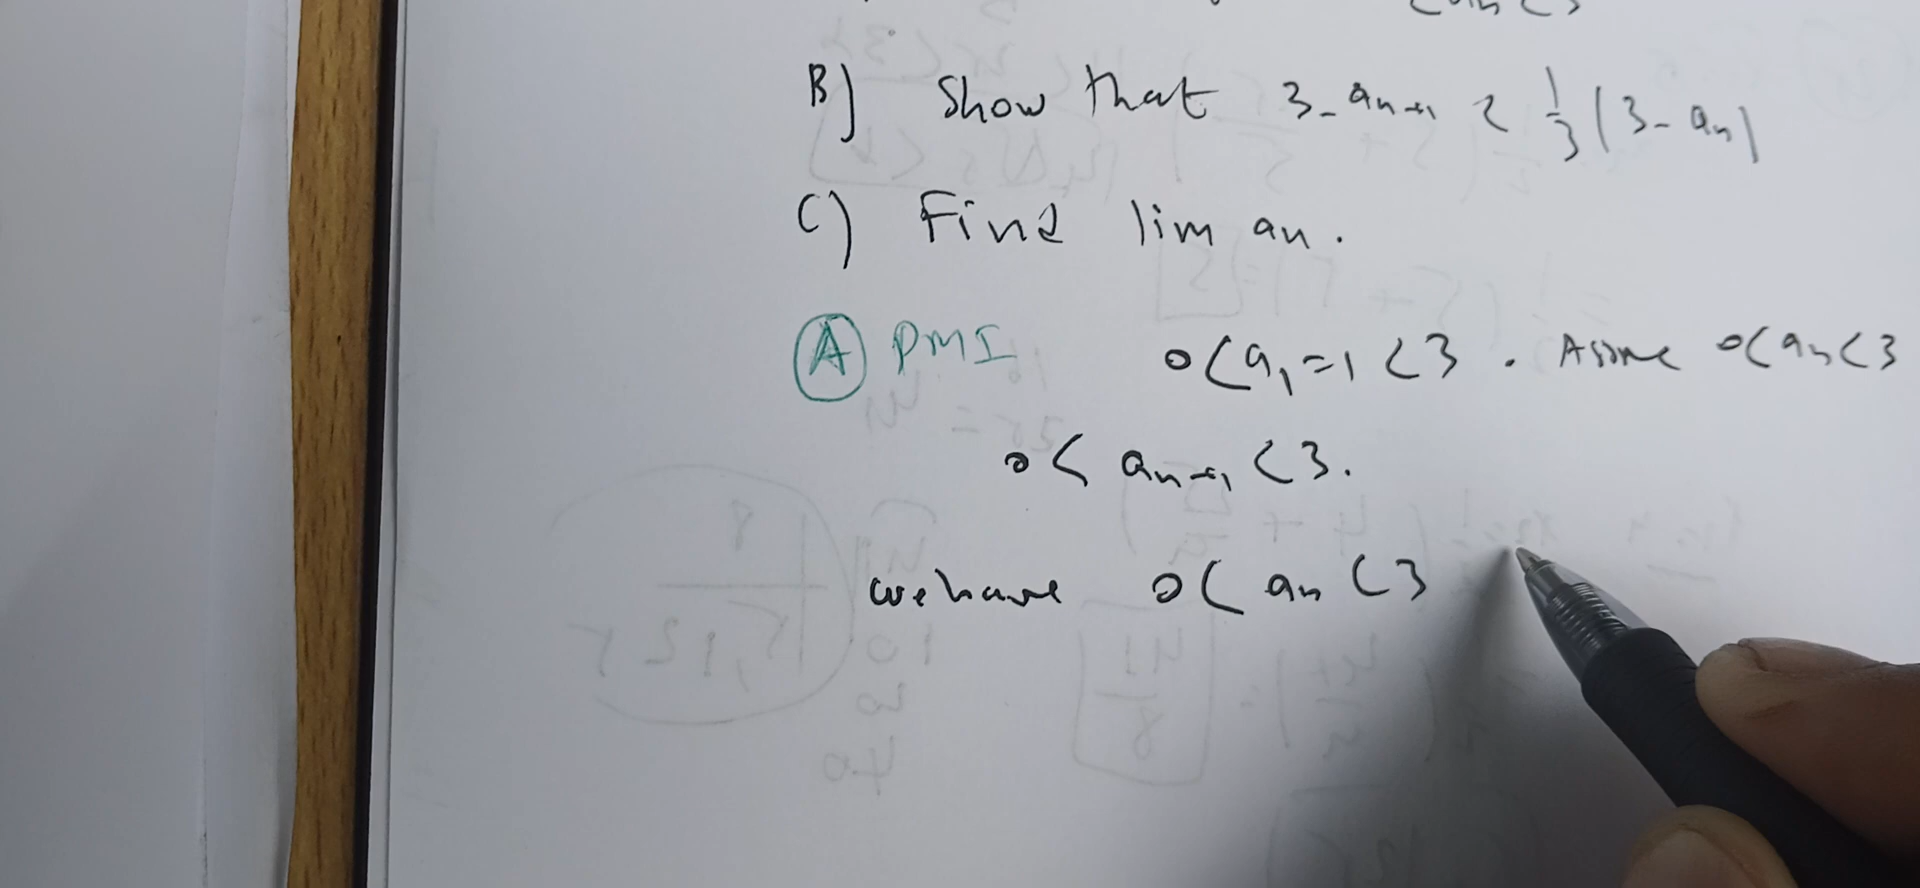 B) Show that 3-an+1 < 1/3 (3-an)
C) Find lim an.
A PMI 0<a1=1<3. Assume 0<an<3
0< an+1 <3.
we have 0< an <3